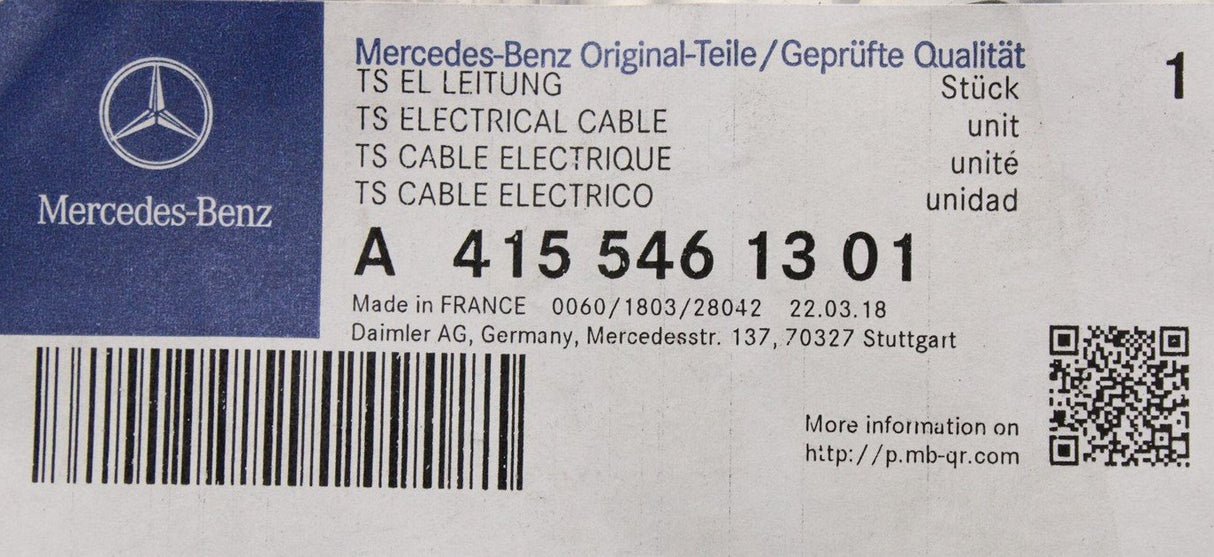 Mercedes-Benz
Mercedes-Benz Original-Teile/Geprüfte Qualität
TS EL LEITUNG Stück 1
TS ELECTRICAL CABLE unit
TS CABLE ELECTRIQUE unité
TS CABLE ELECTRICO unidad
A 415 546 13 01
Made in FRANCE 0060/1803/28042 22.03.18
Daimler AG, Germany, Mercedesstr. 137, 70327 Stuttgart
More information on
http://p.mb-qr.com